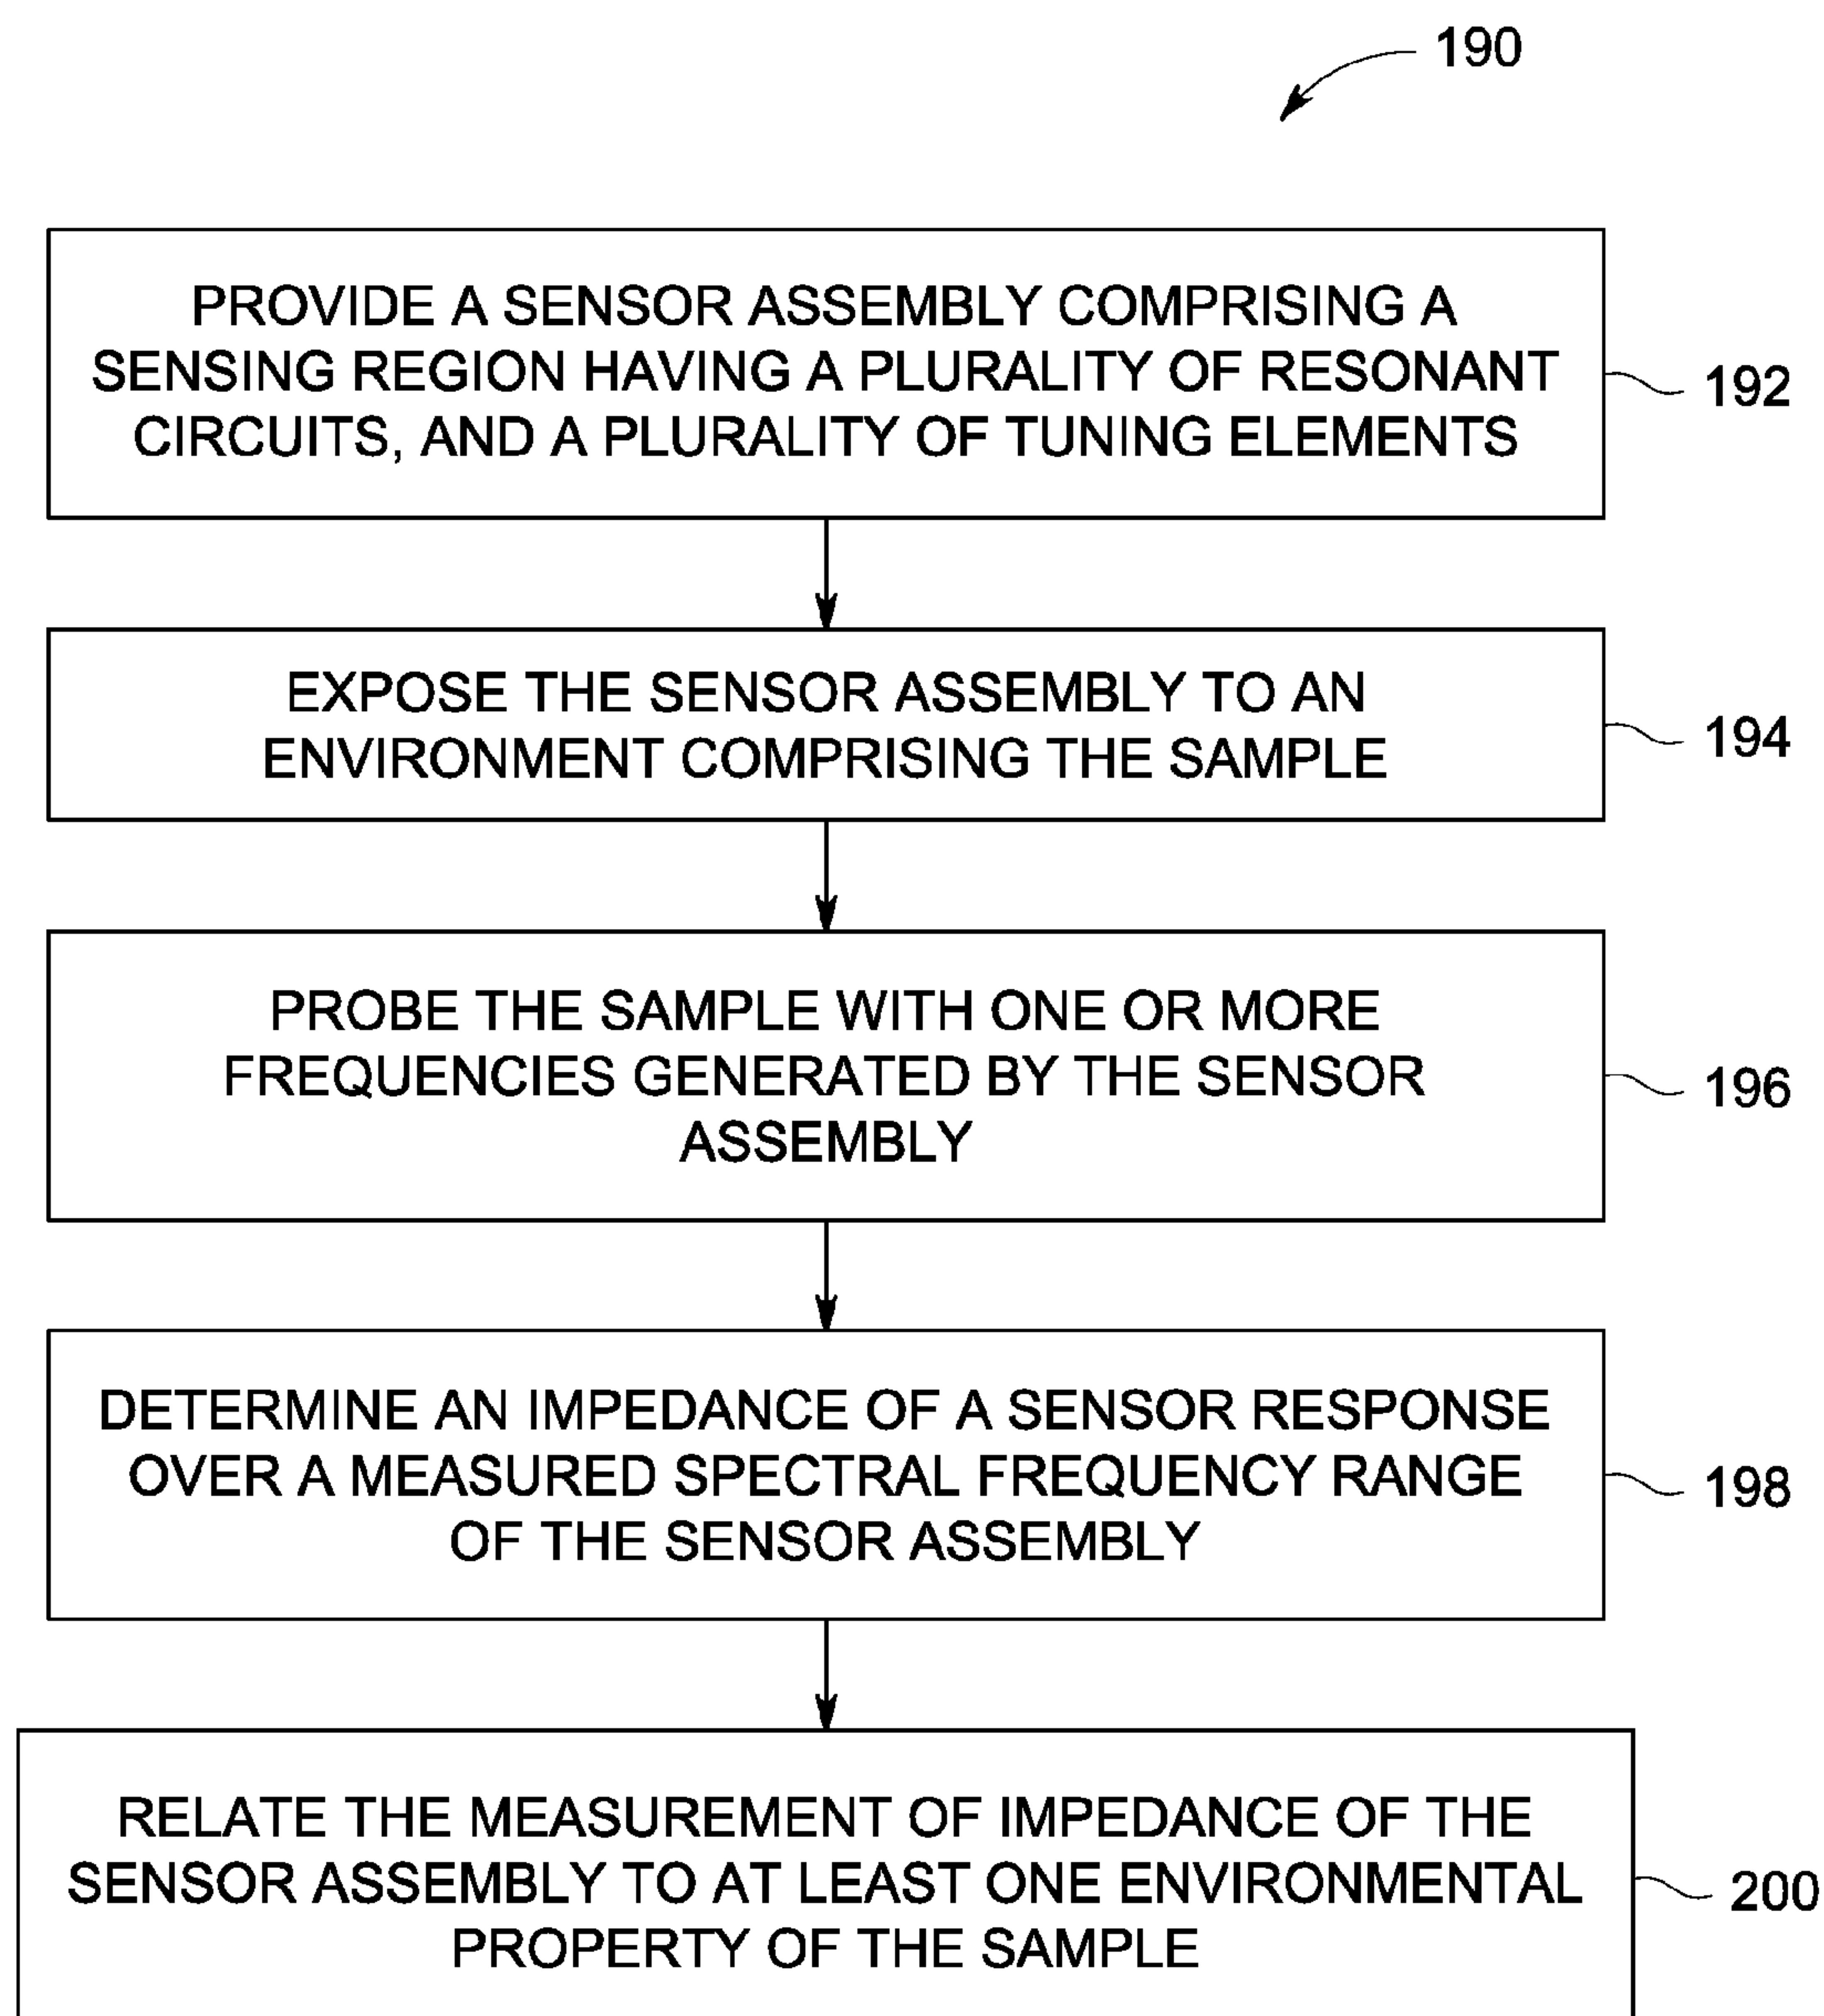 190
PROVIDE A SENSOR ASSEMBLY COMPRISING A
SENSING REGION HAVING A PLURALITY OF RESONANT
CIRCUITS, AND A PLURALITY OF TUNING ELEMENTS
192
EXPOSE THE SENSOR ASSEMBLY TO AN
ENVIRONMENT COMPRISING THE SAMPLE
194
PROBE THE SAMPLE WITH ONE OR MORE
FREQUENCIES GENERATED BY THE SENSOR
ASSEMBLY
196
DETERMINE AN IMPEDANCE OF A SENSOR RESPONSE
OVER A MEASURED SPECTRAL FREQUENCY RANGE
OF THE SENSOR ASSEMBLY
198
RELATE THE MEASUREMENT OF IMPEDANCE OF THE
SENSOR ASSEMBLY TO AT LEAST ONE ENVIRONMENTAL
PROPERTY OF THE SAMPLE
200